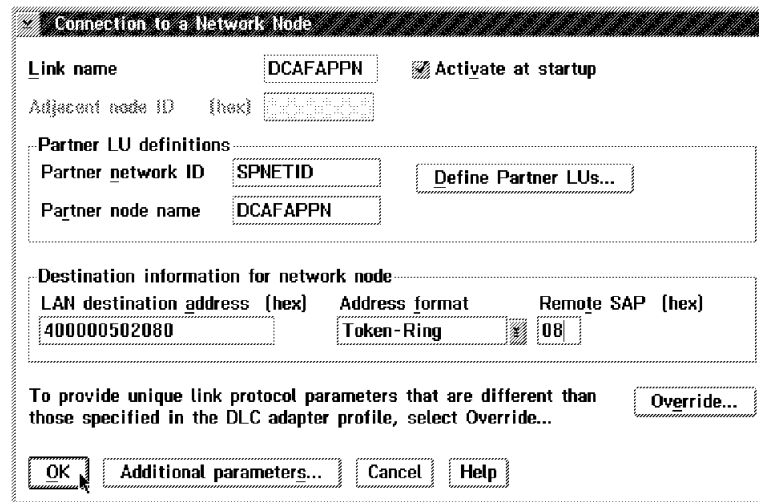 Connection to a Network Node
Link name DCAFAPPN Activate at startup
Adjacent node ID (hex)
Partner LU definitions
Partner network ID SPNETID Define Partner LUs...
Partner node name DCAFAPPN
Destination information for network node
LAN destination address (hex) Address format Remote SAP (hex)
400000502080 Token-Ring 08
To provide unique link protocol parameters that are different than
those specified in the DLC adapter profile, select Override...
Override...
OK Additional parameters... Cancel Help